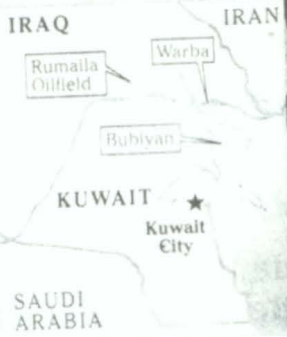 IRAQ
IRAN
Warba
Rumaila
Oilfield
Bubiyan
KUWAIT
Kuwait
City
SAUDI
ARABIA